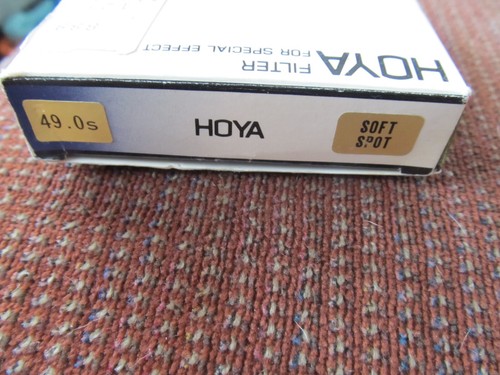 HOYA
FILTER
FOR SPECIAL EFFECT
49.0s
HOYA
SOFT
SPOT